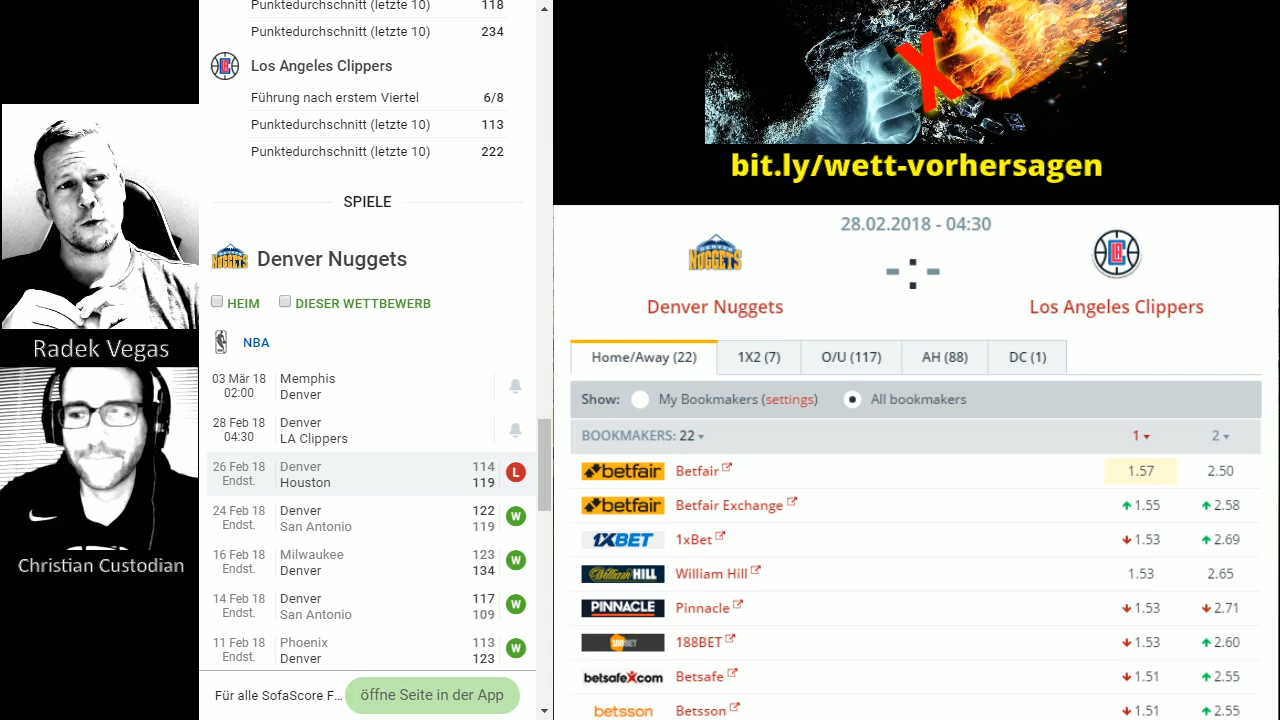 Punktedurchschnitt (letzte 10) 118
Punktedurchschnitt (letzte 10) 234
Los Angeles Clippers
Führung nach erstem Viertel 6/8
Punktedurchschnitt (letzte 10) 113
Punktedurchschnitt (letzte 10) 222
SPIELE
Denver Nuggets
HEIM DIESER WETTBEWERB
NBA
03 Mär 18 Memphis
02:00 Denver
28 Feb 18 Denver
04:30 LA Clippers
26 Feb 18 Denver 114 L
Endst. Houston 119
24 Feb 18 Denver 122 W
Endst. San Antonio 119
16 Feb 18 Milwaukee 123 W
Endst. Denver 134
14 Feb 18 Denver 117 W
Endst. San Antonio 109
11 Feb 18 Phoenix 113 W
Endst. Denver 123
Für alle SofaScore F... öffne Seite in der App
Radek Vegas
Christian Custodian
X
bit.ly/wett-vorhersagen
28.02.2018 - 04:30
NUGGETS
- : -
Denver Nuggets Los Angeles Clippers
Home/Away (22) 1X2 (7) O/U (117) AH (88) DC (1)
Show: My Bookmakers (settings) All bookmakers
BOOKMAKERS: 22 1 2
betfair Betfair 1.57 2.50
betfair Betfair Exchange 1.55 2.58
1XBET 1xBet 1.53 2.69
William HILL William Hill 1.53 2.65
PINNACLE Pinnacle 1.53 2.71
188BET 188BET 1.53 2.60
betsafe.com Betsafe 1.51 2.55
betsson Betsson 1.51 2.55